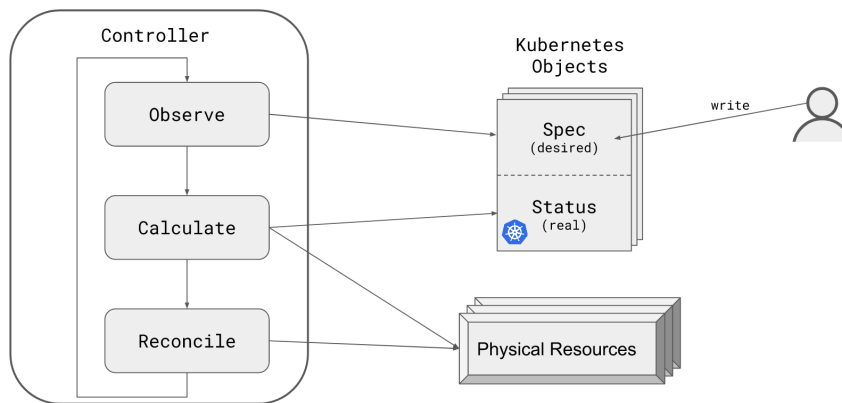 Controller
Observe
Calculate
Reconcile
Kubernetes
Objects
Spec
(desired)
Status
(real)
write
Physical Resources